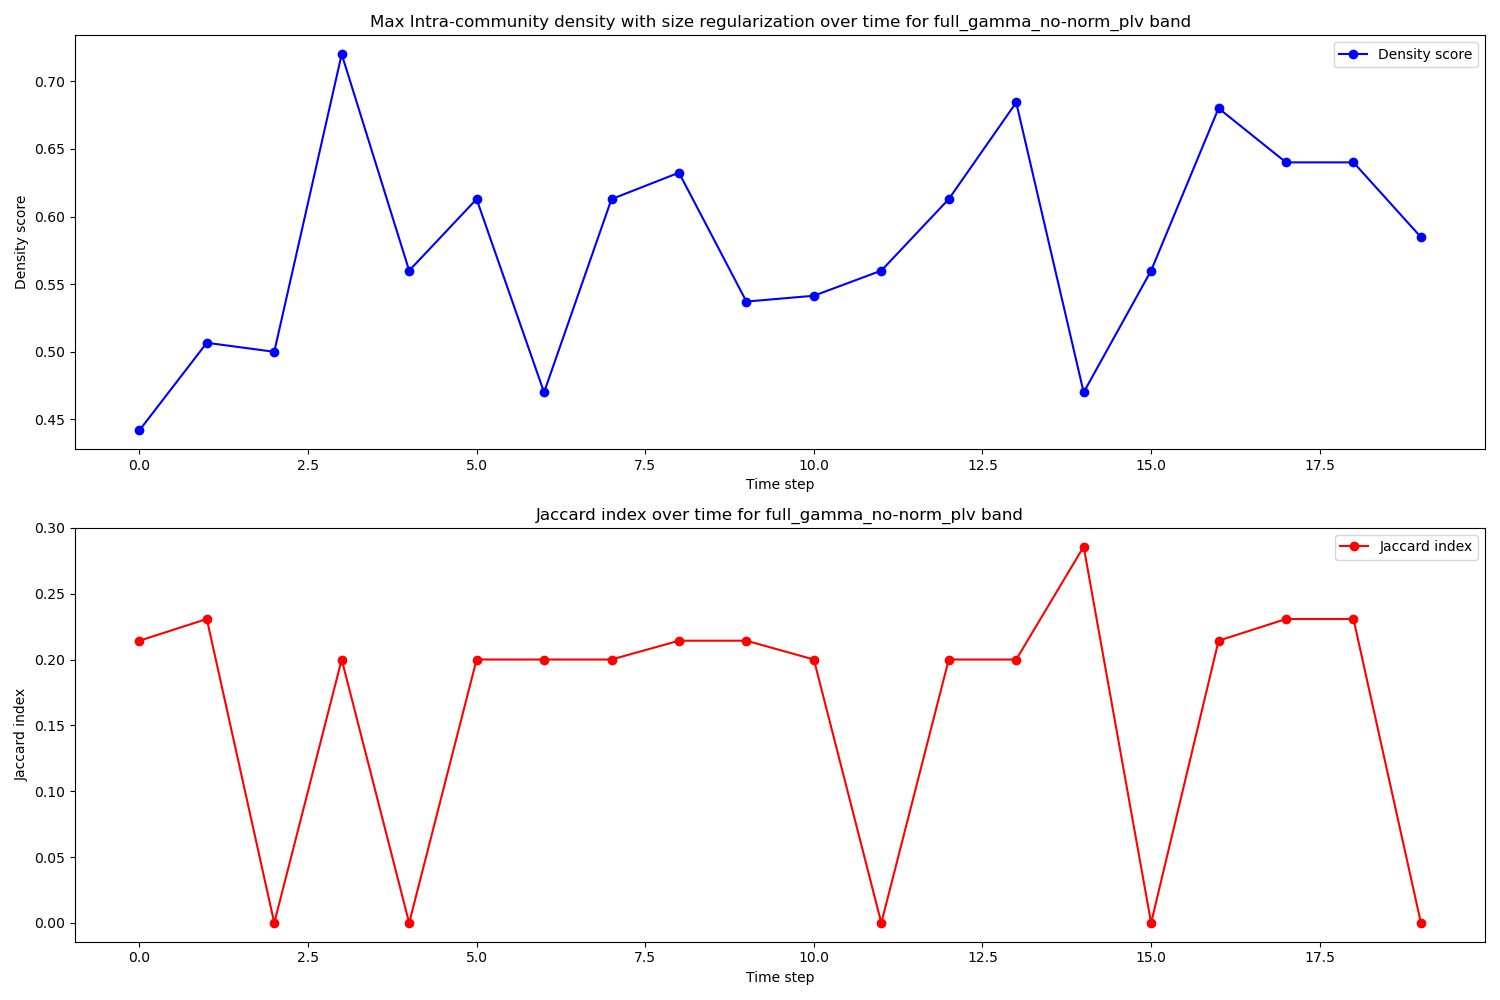 Max Intra-community density with size regularization over time for full_gamma_no-norm_plv band
Density score
0.70
0.65
0.60
0.55
0.50
0.45
Density score
0.0 2.5 5.0 7.5 10.0 12.5 15.0 17.5
Time step
Jaccard index over time for full_gamma_no-norm_plv band
Jaccard index
0.30
0.25
0.20
0.15
0.10
0.05
0.00
Jaccard index
0.0 2.5 5.0 7.5 10.0 12.5 15.0 17.5
Time step